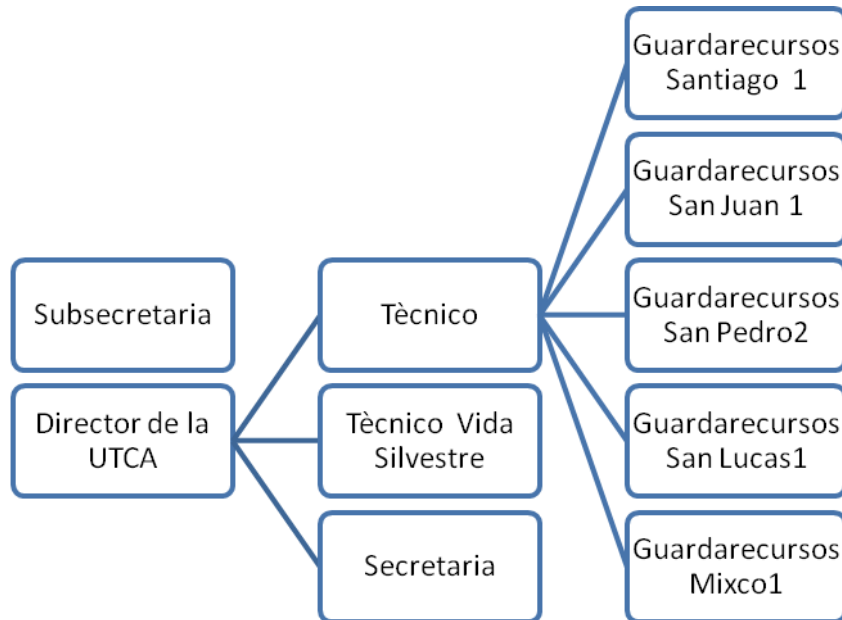 Subsecretaria
Director de la
UTCA
Tècnico
Tècnico Vida
Silvestre
Secretaria
Guardarecursos
Santiago 1
Guardarecursos
San Juan 1
Guardarecursos
San Pedro2
Guardarecursos
San Lucas1
Guardarecursos
Mixco1